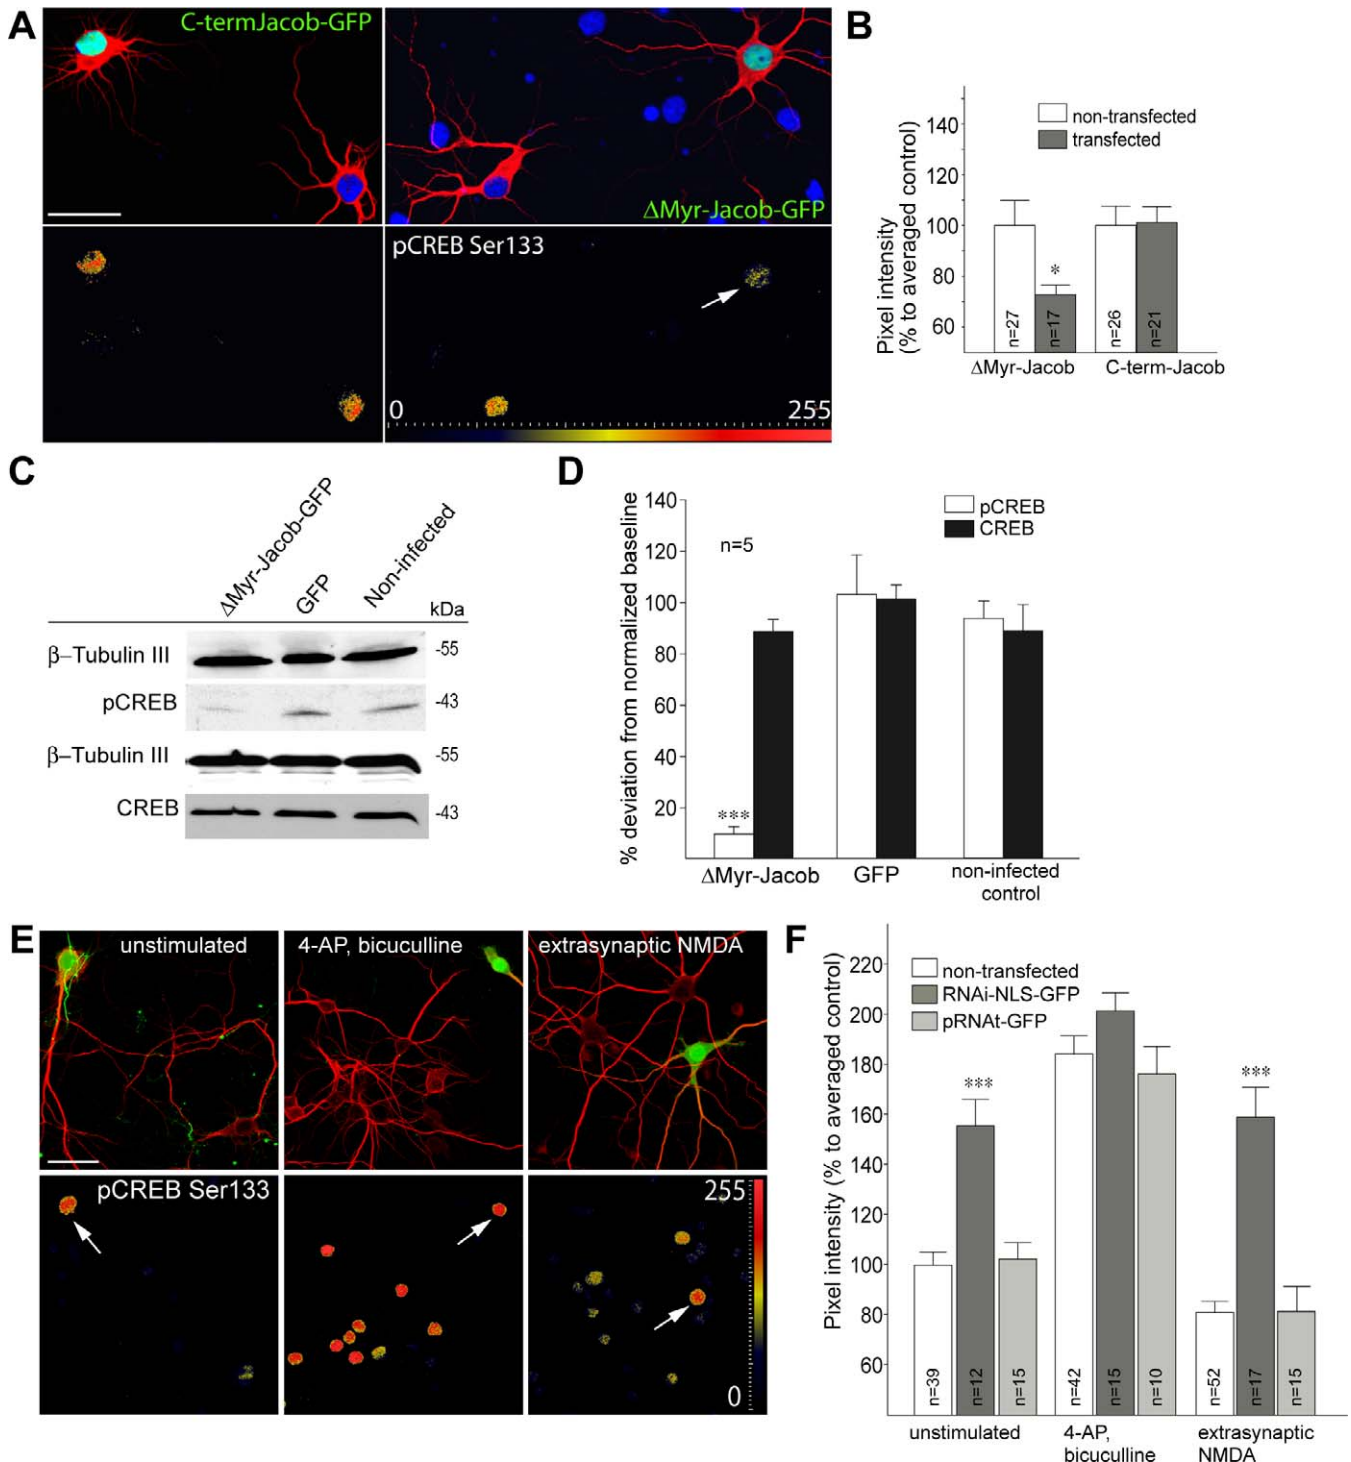 A
C-termJacob-GFP
ΔMyr-Jacob-GFP
pCREB Ser133
0
255
B
non-transfected
transfected
Pixel intensity
(% to averaged control)
140
120
100
80
60
*
n=27
n=17
n=26
n=21
ΔMyr-Jacob
C-term-Jacob
C
ΔMyr-Jacob-GFP
GFP
Non-infected
kDa
β–Tubulin III
-55
pCREB
-43
β–Tubulin III
-55
CREB
-43
D
% deviation from normalized baseline
140
120
100
80
60
40
20
n=5
pCREB
CREB
***
ΔMyr-Jacob
GFP
non-infected
control
E
unstimulated
4-AP, bicuculline
extrasynaptic NMDA
pCREB Ser133
255
0
F
Pixel intensity (% to averaged control)
220
200
180
160
140
120
100
80
60
non-transfected
RNAi-NLS-GFP
pRNAt-GFP
***
***
n=39
n=12
n=15
n=42
n=15
n=10
n=52
n=17
n=15
unstimulated
4-AP,
bicuculline
extrasynaptic
NMDA